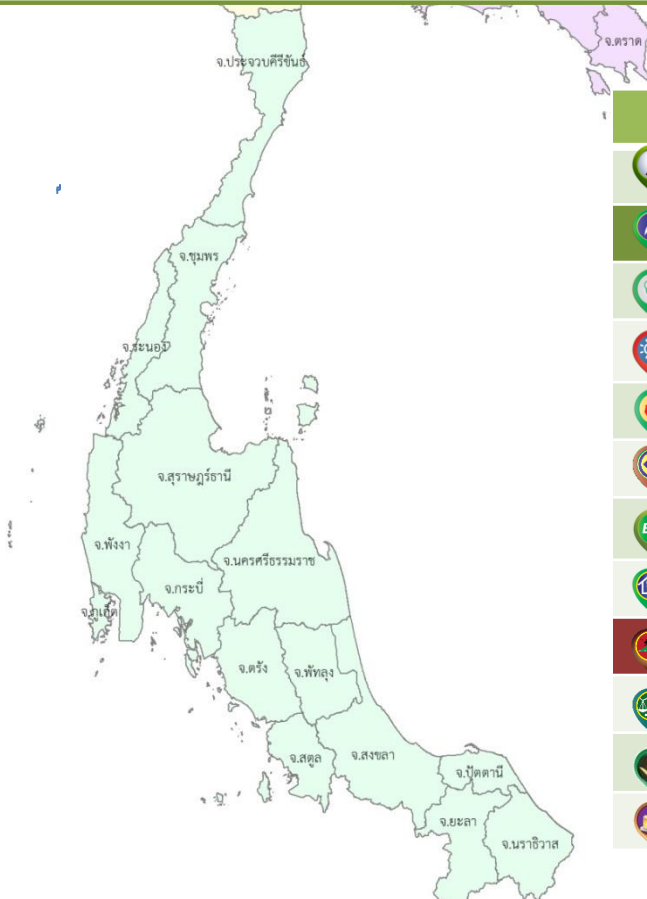 จ.ตราด
จ.ประจวบคีรีขันธ์
จ.ชุมพร
จ.ระนอง
จ.สุราษฎร์ธานี
จ.พังงา
จ.นครศรีธรรมราช
จ.กระบี่
จ.ภูเก็ต
จ.ตรัง
จ.พัทลุง
จ.สตูล
จ.สงขลา
จ.ปัตตานี
จ.ยะลา
จ.นราธิวาส